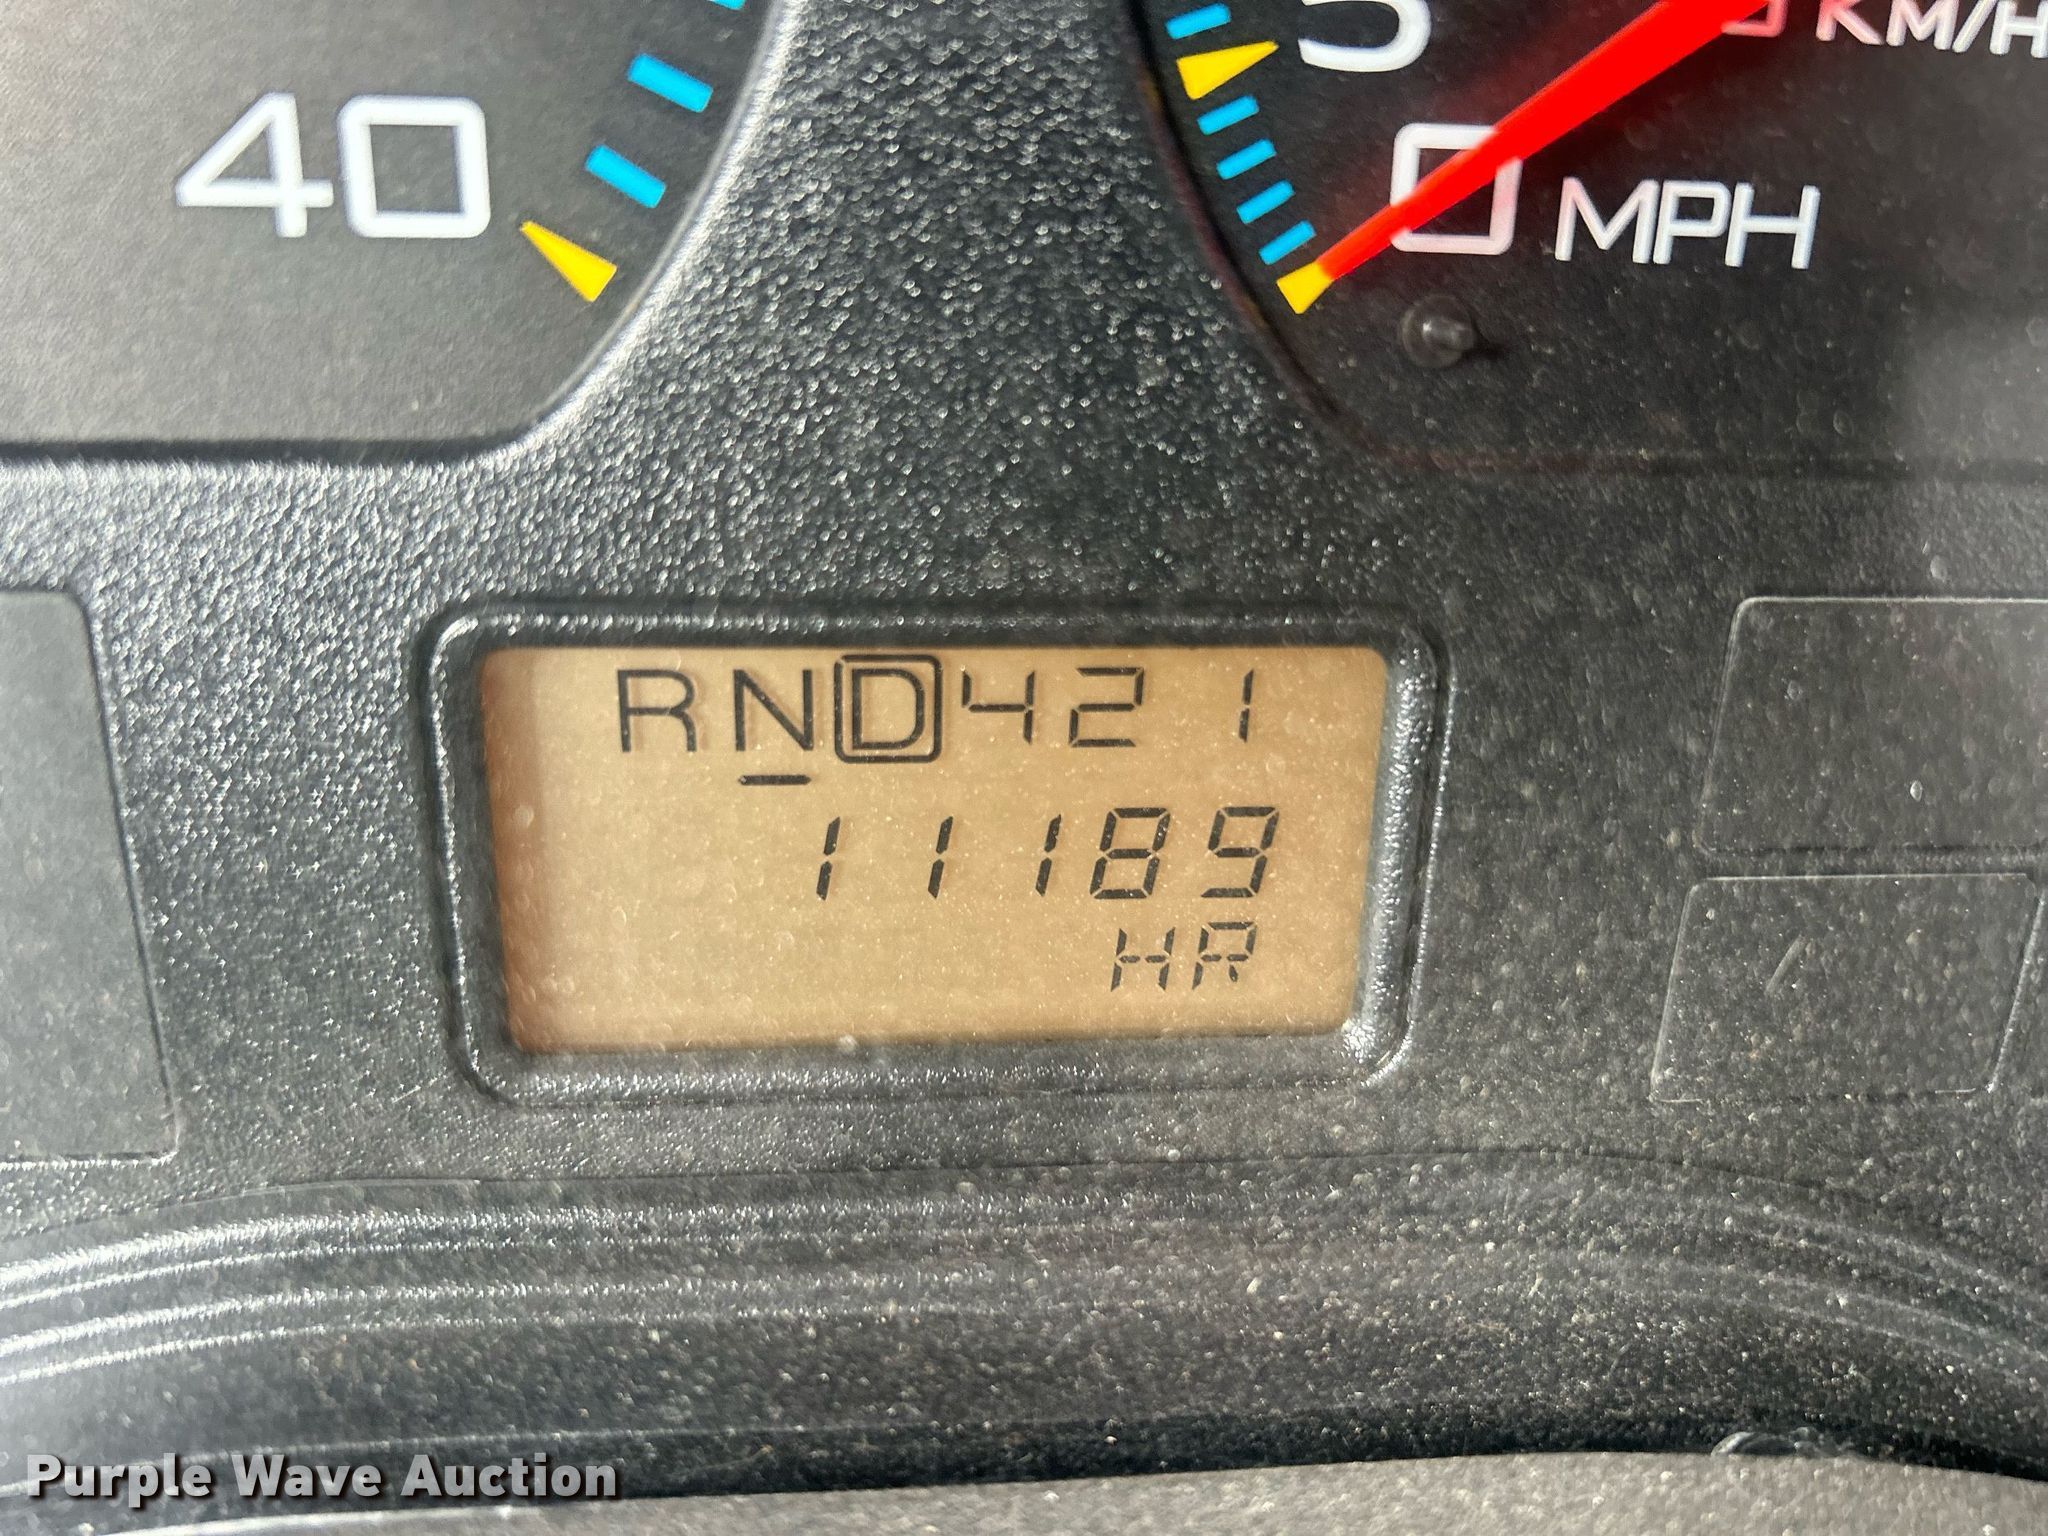 5
KM/H
40
0 MPH
RND421
11189
HR
Purple Wave Auction